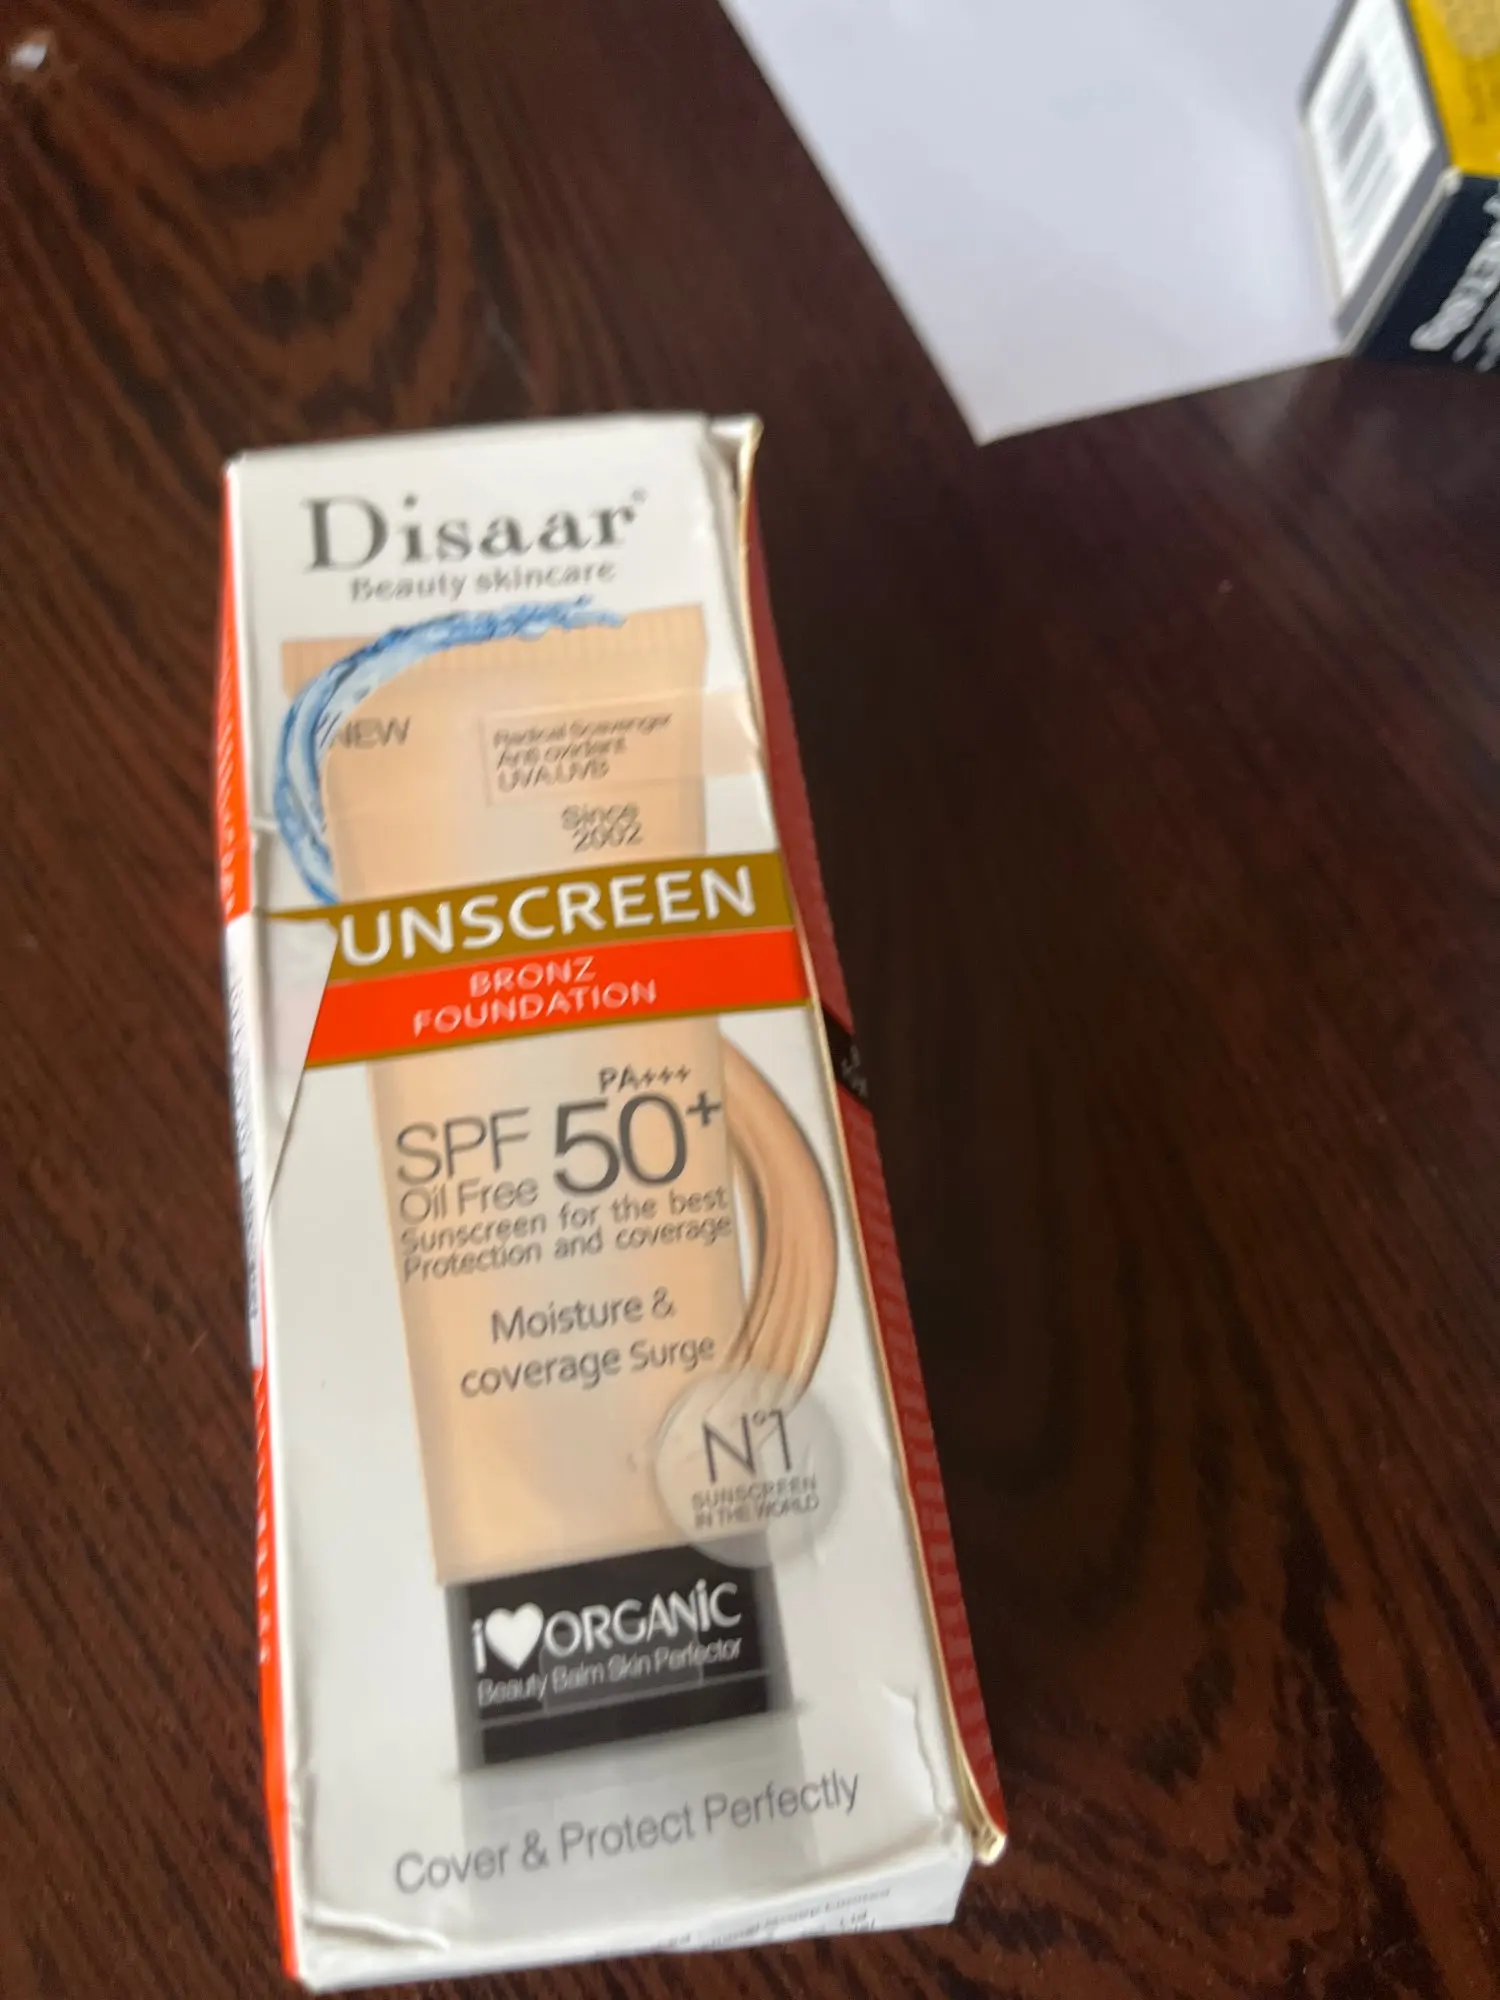 Disaar®
Beauty skincare
NEW
Radical Scavenger
Anti oxidant
UVA.UVB
Since
2002
UNSCREEN
BRONZ
FOUNDATION
PA+++
SPF 50+
Oil Free
Sunscreen for the best
Protection and coverage
Moisture &
coverage Surge
N°1
SUNSCREEN
IN THE WORLD
i♥ORGANiC
Beauty Balm Skin Perfector
Cover & Protect Perfectly